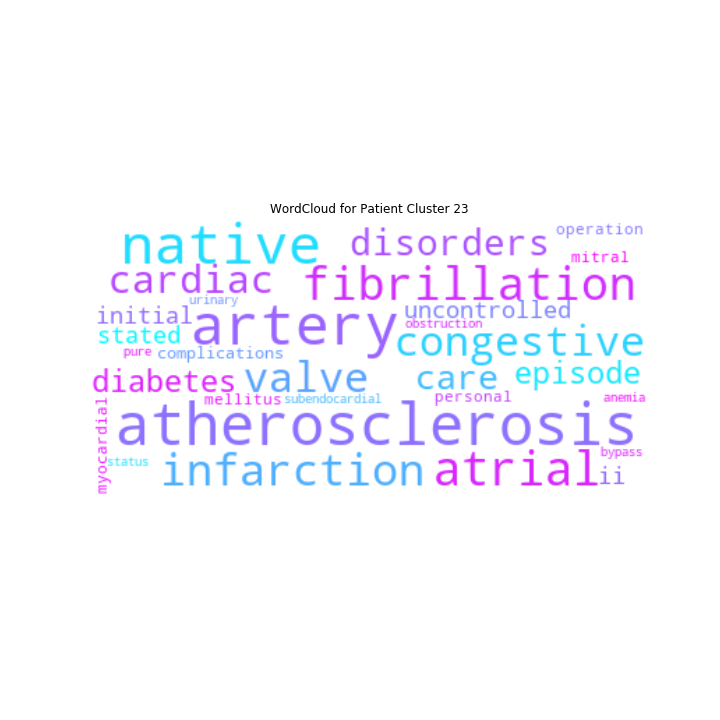 WordCloud for Patient Cluster 23
native
disorders
operation
mitral
cardiac
fibrillation
urinary
initial
artery
uncontrolled
obstruction
stated
congestive
pure
complications
diabetes
valve
care
episode
mellitus
subendocardial
personal
anemia
myocardial
atherosclerosis
status
infarction
atrial
bypass
ii